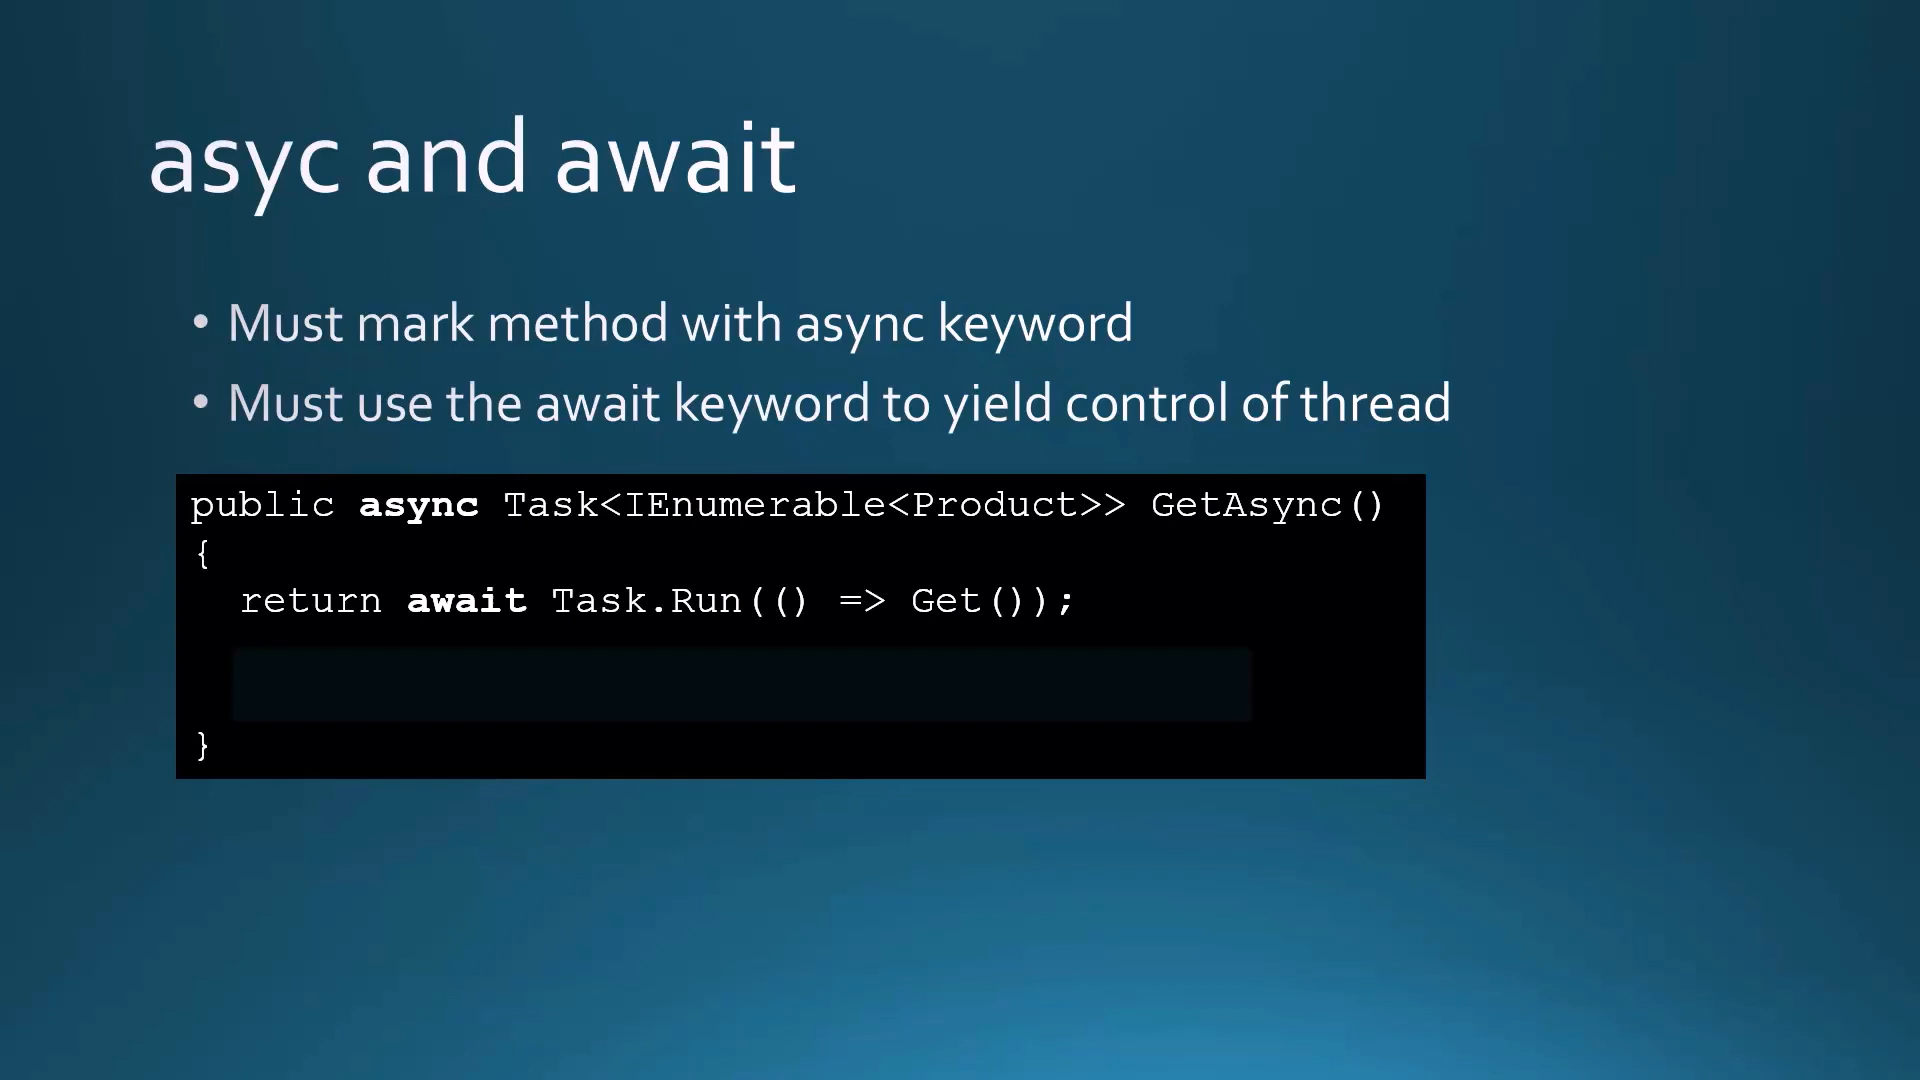 asyc and await
• Must mark method with async keyword
• Must use the await keyword to yield control of thread
public async Task<IEnumerable<Product>> GetAsync()
{
return await Task.Run(() => Get());
}